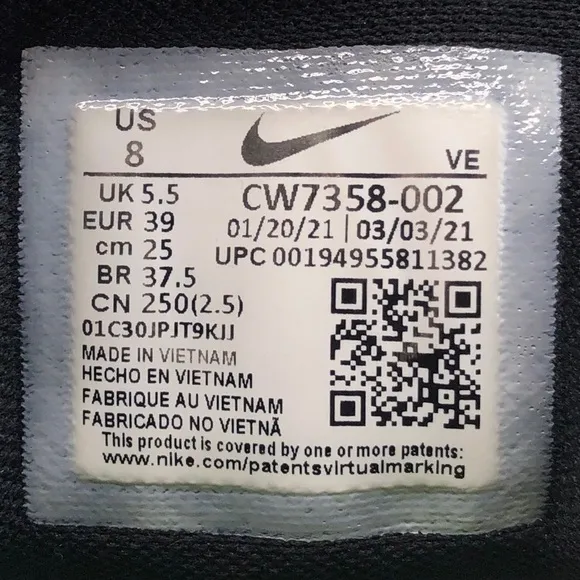 US
8
VE
UK 5.5
CW7358-002
EUR 39
01/20/21 | 03/03/21
cm 25
UPC 00194955811382
BR 37.5
CN 250(2.5)
01C30JPJT9KJJ
MADE IN VIETNAM
HECHO EN VIETNAM
FABRIQUE AU VIETNAM
FABRICADO NO VIETNÃ
This product is covered by one or more patents:
www.nike.com/patentsvirtualmarking